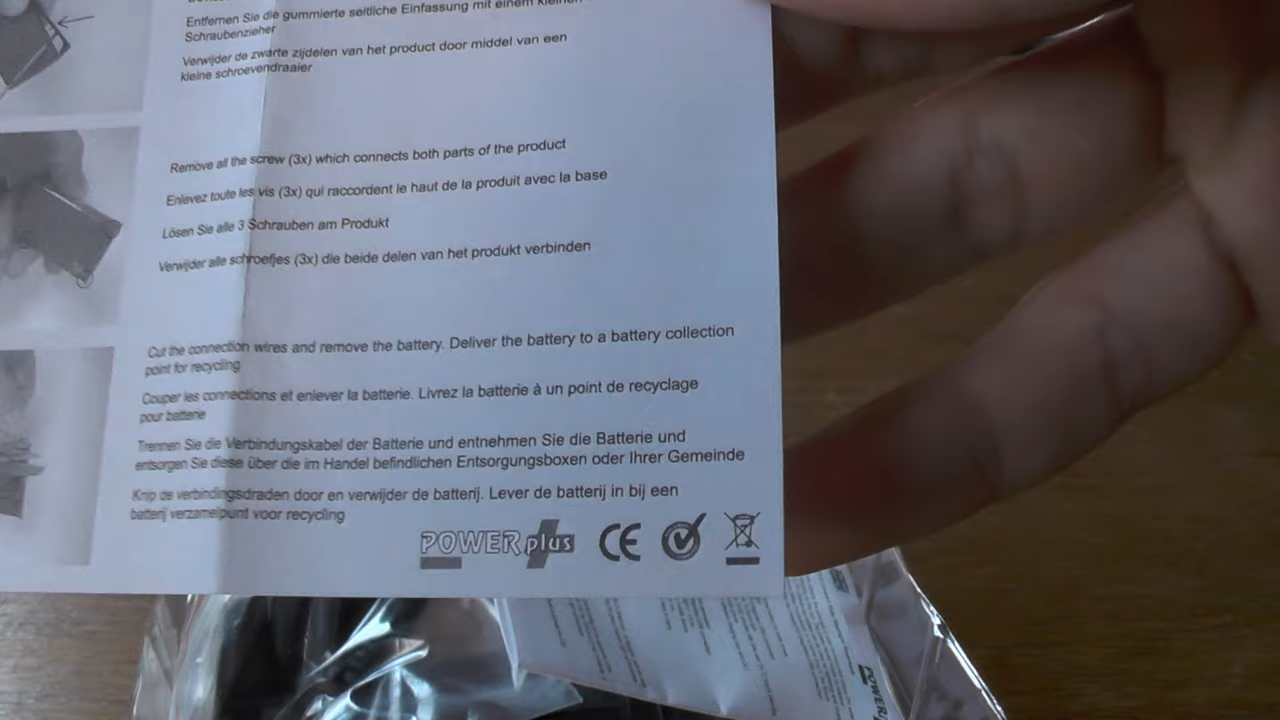 Entfernen Sie die gummierte seitliche Einfassung mit einem kleinen
Schraubenzieher
Verwijder de zwarte zijdelen van het product door middel van een
kleine schroevendraaier
Remove all the screw (3x) which connects both parts of the product
Enlevez toute les vis (3x) qui raccordent le haut de la produit avec la base
Lösen Sie alle 3 Schrauben am Produkt
Verwijder alle schroefjes (3x) die beide delen van het produkt verbinden
Cut the connection wires and remove the battery. Deliver the battery to a battery collection
point for recycling
Couper les connections et enlever la batterie. Livrez la batterie à un point de recyclage
pour batterie
Trennen Sie die Verbindungskabel der Batterie und entnehmen Sie die Batterie und
entsorgen Sie diese über die im Handel befindlichen Entsorgungsboxen oder Ihrer Gemeinde
Knip de verbindingsdraden door en verwijder de batterij. Lever de batterij in bij een
batterij verzamelpunt voor recycling
POWERplus CE